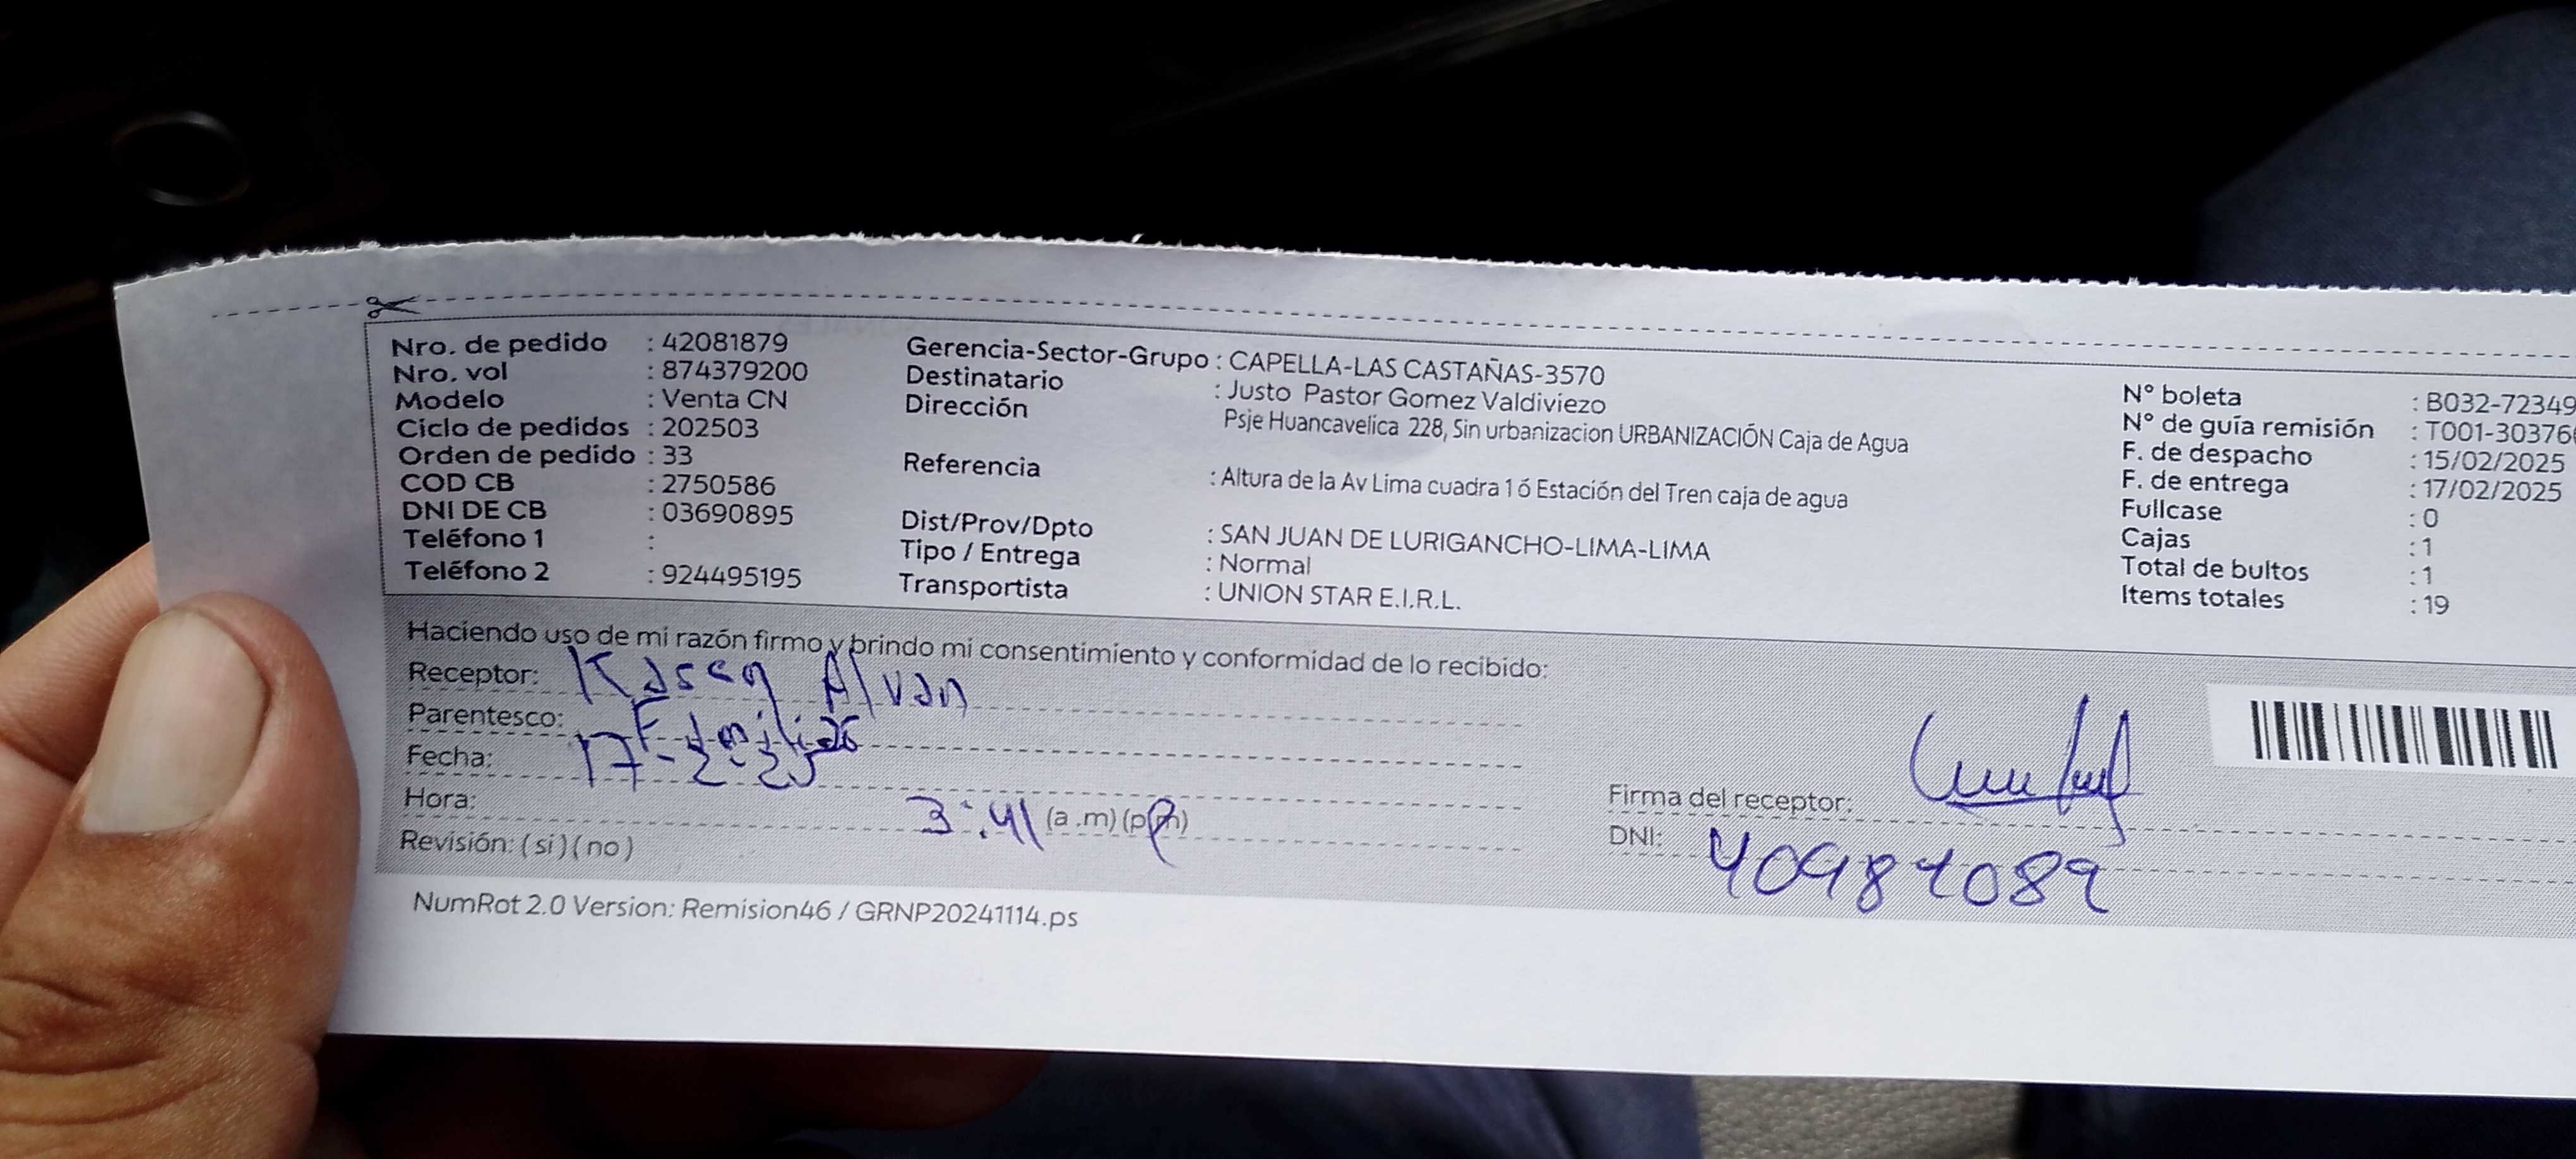 Nro. de pedido : 42081879
Nro. vol : 874379200
Modelo : Venta CN
Ciclo de pedidos : 202503
Orden de pedido : 33
COD CB : 2750586
DNI DE CB : 03690895
Teléfono 1 :
Teléfono 2 : 924495195
Gerencia-Sector-Grupo : CAPELLA-LAS CASTAÑAS-3570
Destinatario : Justo Pastor Gomez Valdiviezo
Dirección Psje Huancavelica 228, Sin urbanizacion URBANIZACIÓN Caja de Agua
Referencia : Altura de la Av Lima cuadra 1 ó Estación del Tren caja de agua
Dist/Prov/Dpto : SAN JUAN DE LURIGANCHO-LIMA-LIMA
Tipo / Entrega : Normal
Transportista : UNION STAR E.I.R.L.
N° boleta : B032-72349
N° de guía remisión : T001-30376
F. de despacho : 15/02/2025
F. de entrega : 17/02/2025
Fullcase : 0
Cajas : 1
Total de bultos : 1
Items totales : 19
Haciendo uso de mi razón firmo y brindo mi consentimiento y conformidad de lo recibido:
Receptor: Alvan
Parentesco:
Fecha: 17-2-25
Hora: 3:41 (a.m) (p.m)
Revisión: (si) (no)
Firma del receptor:
DNI: 40984089
NumRot 2.0 Version: Remision46 / GRNP20241114.ps